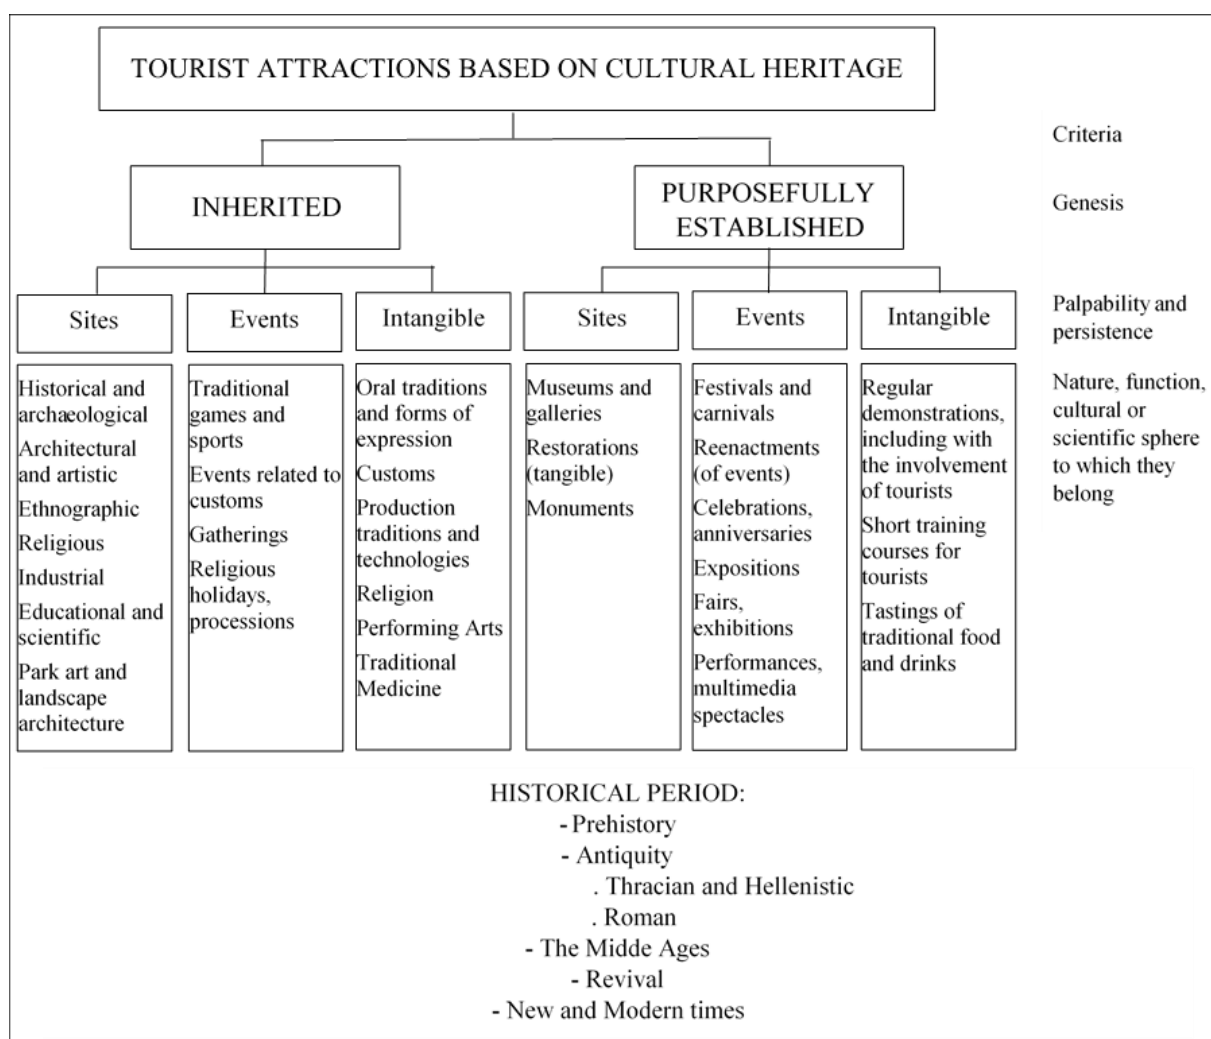 TOURIST ATTRACTIONS BASED ON CULTURAL HERITAGE
Criteria
INHERITED
PURPOSEFULLY
ESTABLISHED
Genesis
Sites
Events
Intangible
Sites
Events
Intangible
Palpability and
persistence
Historical and
archaeological
Architectural
and artistic
Ethnographic
Religious
Industrial
Educational and
scientific
Park art and
landscape
architecture
Traditional
games and
sports
Events related to
customs
Gatherings
Religious
holidays,
processions
Oral traditions
and forms of
expression
Customs
Production
traditions and
technologies
Religion
Performing Arts
Traditional
Medicine
Museums and
galleries
Restorations
(tangible)
Monuments
Festivals and
carnivals
Reenactments
(of events)
Celebrations,
anniversaries
Expositions
Fairs,
exhibitions
Performances,
multimedia
spectacles
Regular
demonstrations,
including with
the involvement
of tourists
Short training
courses for
tourists
Tastings of
traditional food
and drinks
Nature, function,
cultural or
scientific sphere
to which they
belong
HISTORICAL PERIOD:
- Prehistory
- Antiquity
. Thracian and Hellenistic
. Roman
- The Midde Ages
- Revival
- New and Modern times